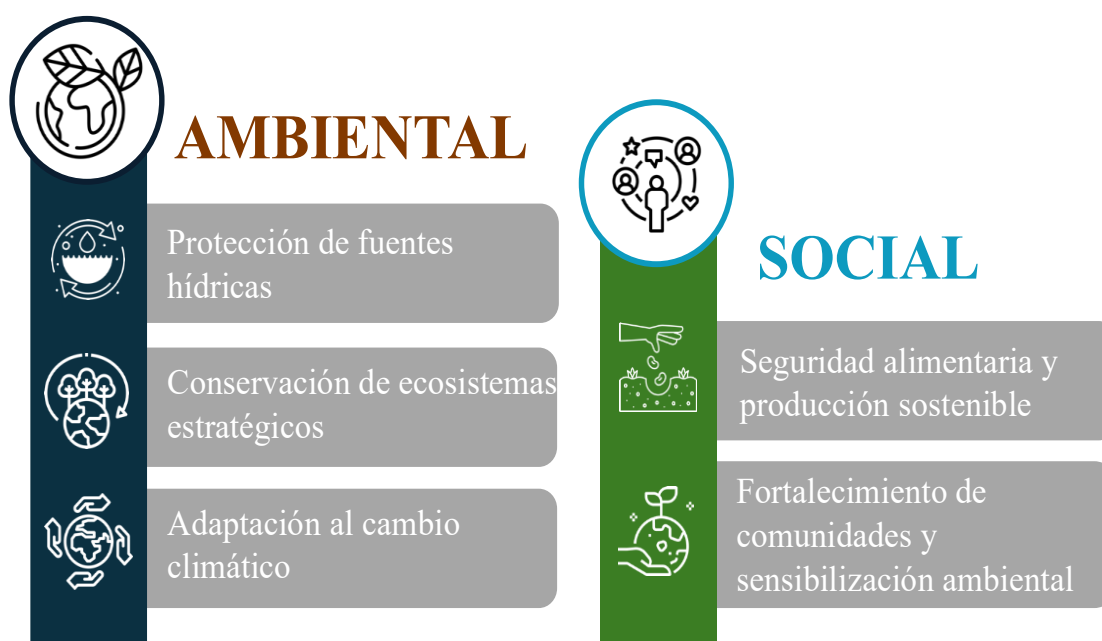 AMBIENTAL
Protección de fuentes
hídricas
Conservación de ecosistemas
estratégicos
Adaptación al cambio
climático
SOCIAL
Seguridad alimentaria y
producción sostenible
Fortalecimiento de
comunidades y
sensibilización ambiental